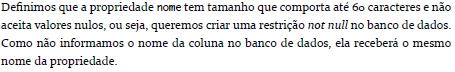 Definimos que a propriedade nome tem tamanho que comporta até 60 caracteres e não
aceita valores nulos, ou seja, queremos criar uma restrição not null no banco de dados.
Como não informamos o nome da coluna no banco de dados, ela receberá o mesmo
nome da propriedade.